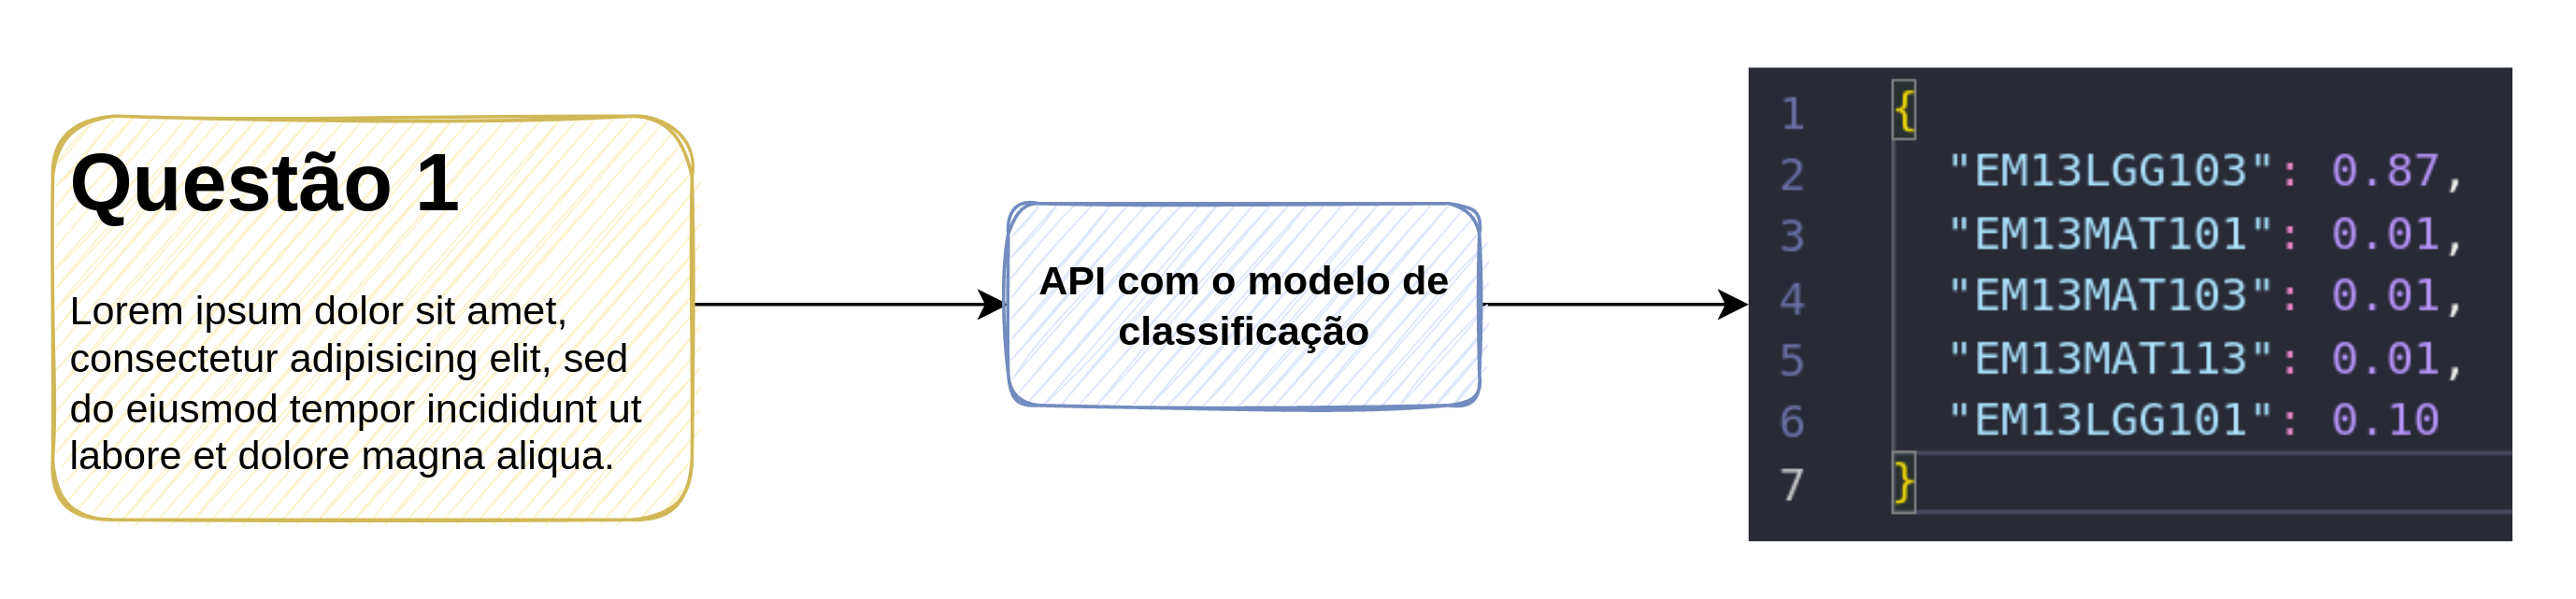 Questão 1
Lorem ipsum dolor sit amet,
consectetur adipisicing elit, sed
do eiusmod tempor incididunt ut
labore et dolore magna aliqua.
API com o modelo de
classificação
1 {
2 "EM13LGG103": 0.87,
3 "EM13MAT101": 0.01,
4 "EM13MAT103": 0.01,
5 "EM13MAT113": 0.01,
6 "EM13LGG101": 0.10
7 }